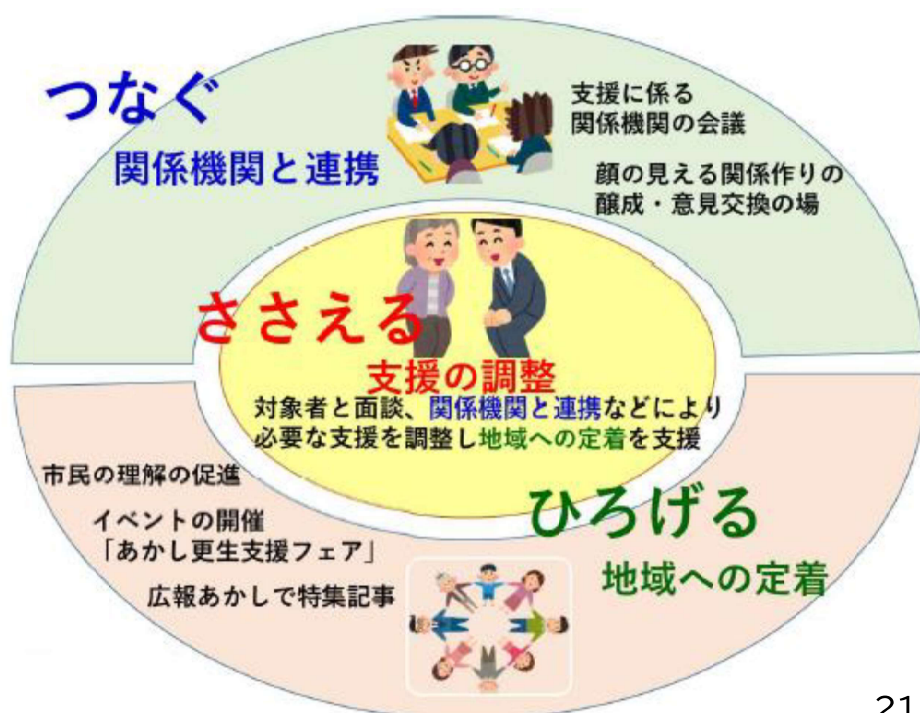 つなぐ
関係機関と連携
支援に係る
関係機関の会議
顔の見える関係作りの
醸成・意見交換の場
ささえる
支援の調整
対象者と面談、関係機関と連携などにより
必要な支援を調整し地域への定着を支援
市民の理解の促進
イベントの開催
「あかし更生支援フェア」
広報あかしで特集記事
ひろげる
地域への定着
21